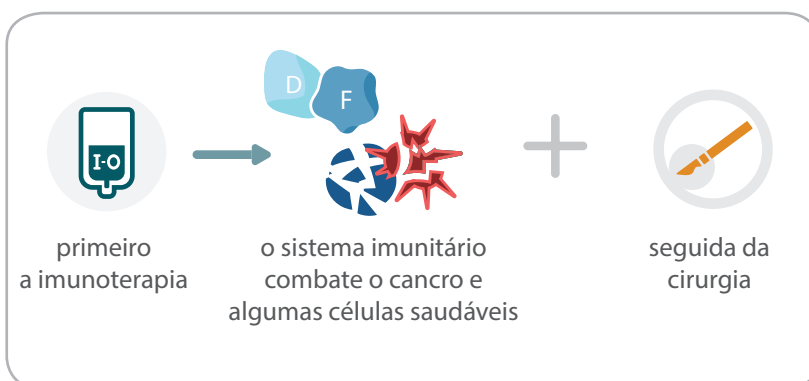 D
F
I-O
primeiro
a imunoterapia
o sistema imunitário
combate o cancro e
algumas células saudáveis
seguida da
cirurgia